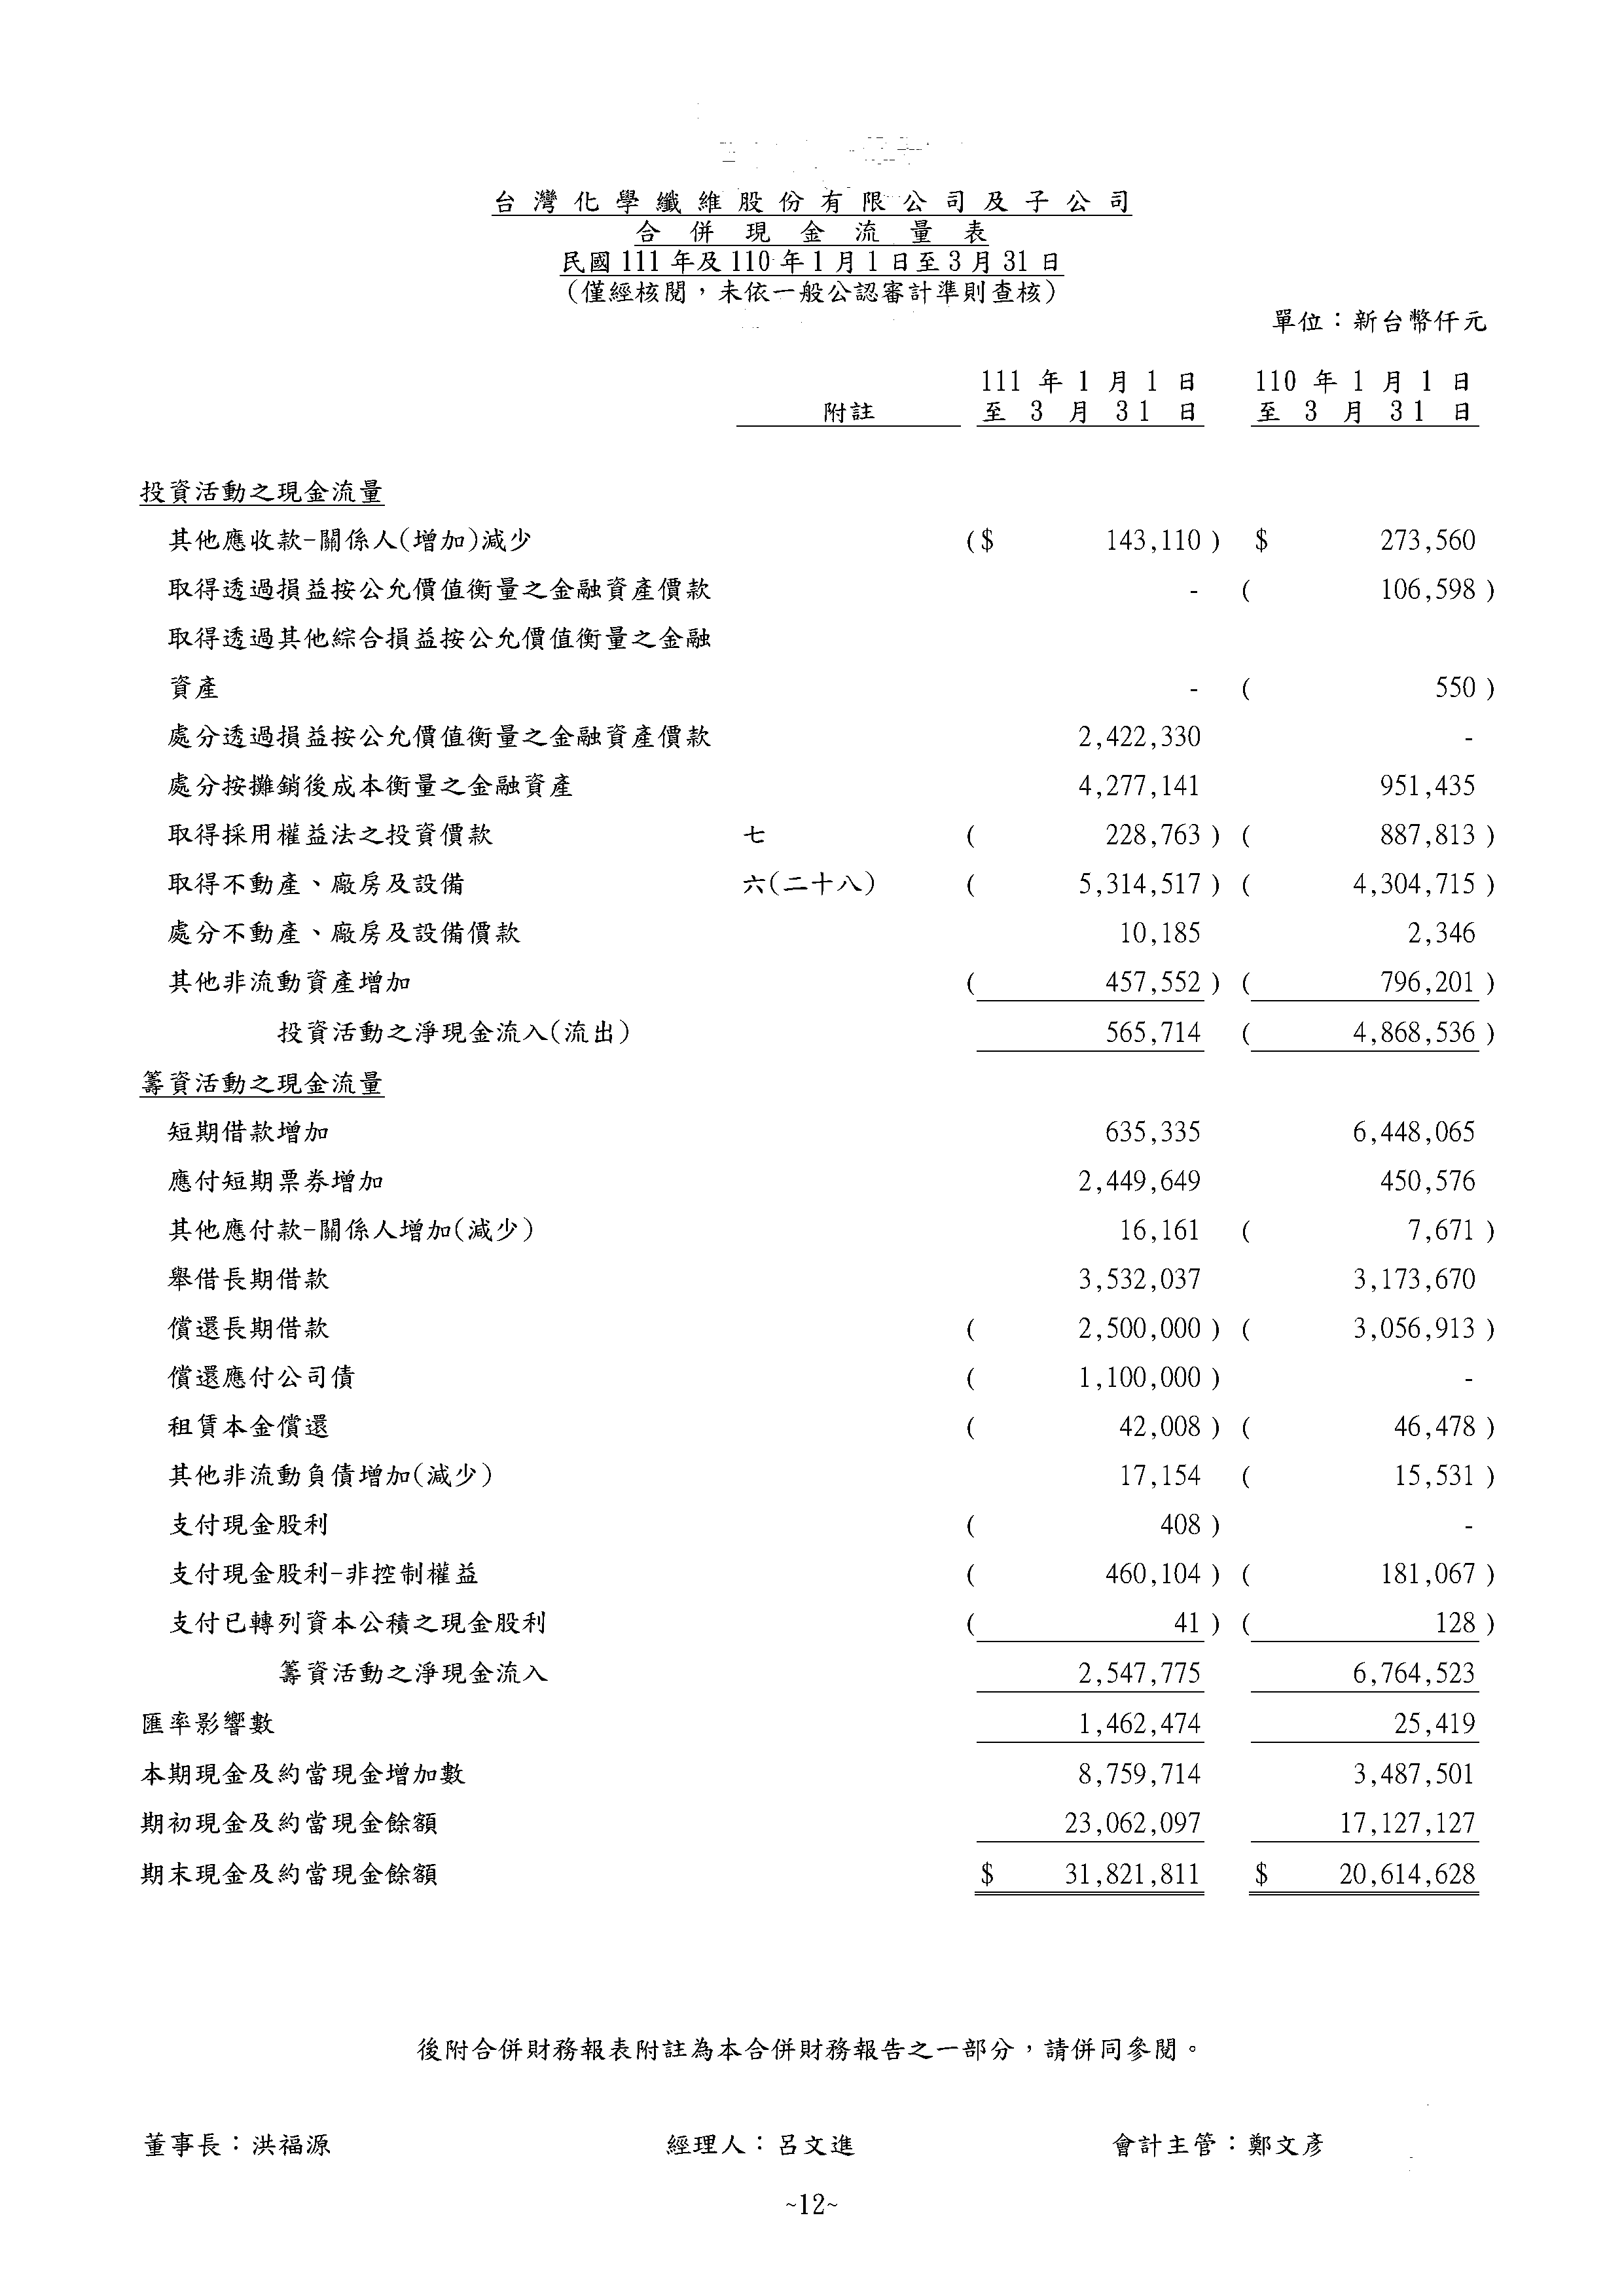 台灣化學纖維股份有限公司及子公司
合併現金流量表
民國111年及110年1月1日至3月31日
(僅經核閱，未依一般公認審計準則查核)
單位：新台幣仟元
111年1月1日 110年1月1日
附註 至3月31日 至3月31日
投資活動之現金流量
其他應收款-關係人(增加)減少 ($ 143,110) $ 273,560
取得透過損益按公允價值衡量之金融資產價款 - ( 106,598)
取得透過其他綜合損益按公允價值衡量之金融
資產 - ( 550)
處分透過損益按公允價值衡量之金融資產價款 2,422,330 -
處分按攤銷後成本衡量之金融資產 4,277,141 951,435
取得採用權益法之投資價款 七 ( 228,763) ( 887,813)
取得不動產、廠房及設備 六(二十八) ( 5,314,517) ( 4,304,715)
處分不動產、廠房及設備價款 10,185 2,346
其他非流動資產增加 ( 457,552) ( 796,201)
投資活動之淨現金流入(流出) 565,714 ( 4,868,536)
籌資活動之現金流量
短期借款增加 635,335 6,448,065
應付短期票券增加 2,449,649 450,576
其他應付款-關係人增加(減少) 16,161 ( 7,671)
舉借長期借款 3,532,037 3,173,670
償還長期借款 ( 2,500,000) ( 3,056,913)
償還應付公司債 ( 1,100,000) -
租賃本金償還 ( 42,008) ( 46,478)
其他非流動負債增加(減少) 17,154 ( 15,531)
支付現金股利 ( 408) -
支付現金股利-非控制權益 ( 460,104) ( 181,067)
支付已轉列資本公積之現金股利 ( 41) ( 128)
籌資活動之淨現金流入 2,547,775 6,764,523
匯率影響數 1,462,474 25,419
本期現金及約當現金增加數 8,759,714 3,487,501
期初現金及約當現金餘額 23,062,097 17,127,127
期末現金及約當現金餘額 $ 31,821,811 $ 20,614,628
後附合併財務報表附註為本合併財務報告之一部分，請併同參閱。
董事長：洪福源 經理人：呂文進 會計主管：鄭文彥
~12~